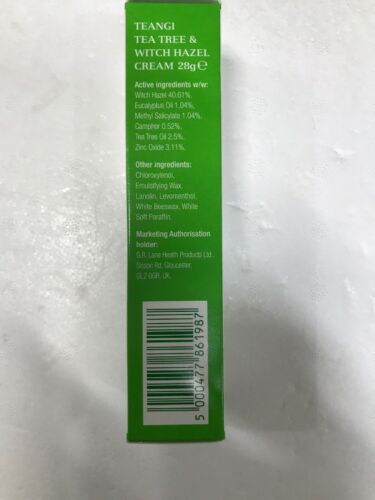 TEANGI
TEA TREE &
WITCH HAZEL
CREAM 28g℮
Active ingredients w/w:
Witch Hazel 40.61%,
Eucalyptus Oil 1.04%,
Methyl Salicylate 1.04%,
Camphor 0.52%,
Tea Tree Oil 2.5%,
Zinc Oxide 3.11%.
Other ingredients:
Chloroxylenol,
Emulsifying Wax,
Lanolin, Levomenthol,
White Beeswax, White
Soft Paraffin.
Marketing Authorisation
holder:
G.R. Lane Health Products Ltd.,
Sisson Rd, Gloucester,
GL2 0GR, UK.
5 000477 861987